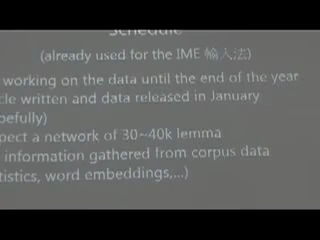 Schedule
(already used for the IME 輸入法)
working on the data until the end of the year
cle written and data released in January
pefully)
pect a network of 30~40k lemma
information gathered from corpus data
tistics, word embeddings,...)